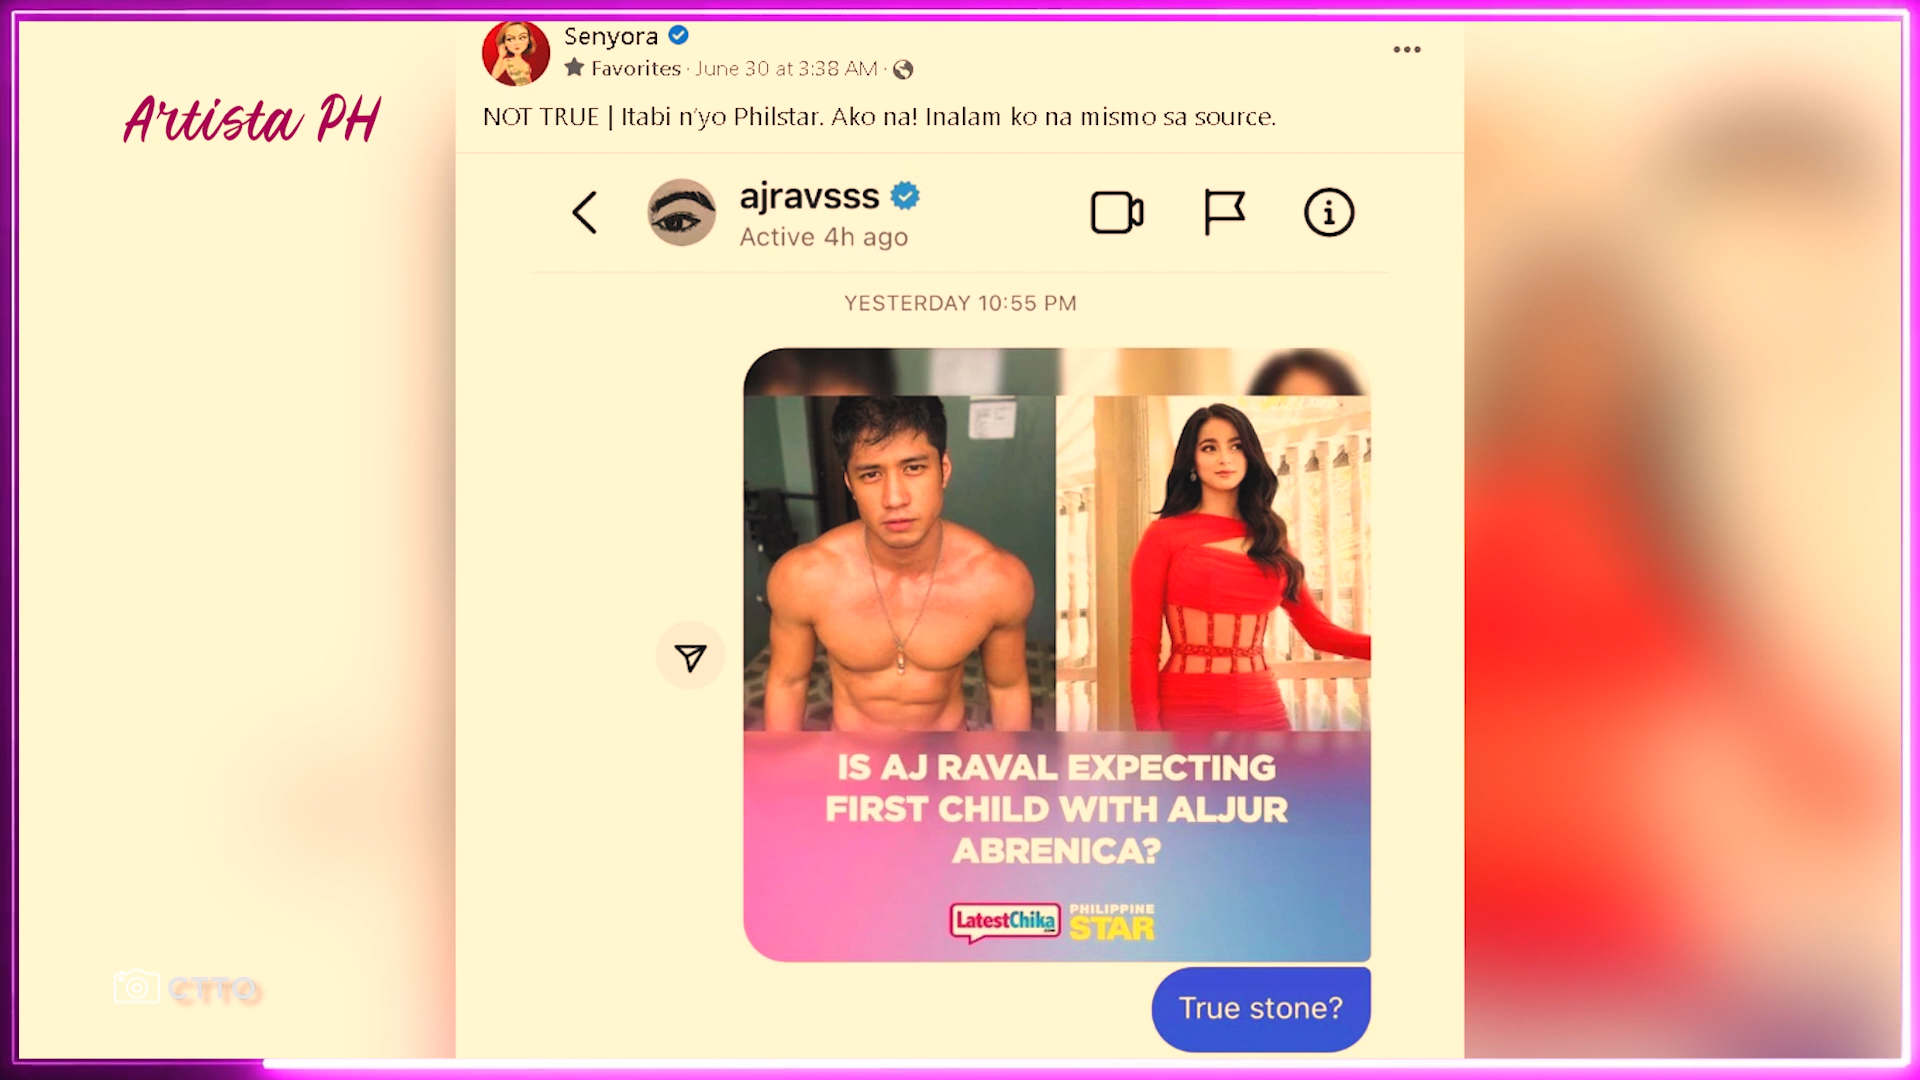 Senyora
Favorites · June 30 at 3:38 AM ·
Artista PH
NOT TRUE | Itabi n'yo Philstar. Ako na! Inalam ko na mismo sa source.
ajravsss
Active 4h ago
YESTERDAY 10:55 PM
IS AJ RAVAL EXPECTING
FIRST CHILD WITH ALJUR
ABRENICA?
LatestChika
PHILIPPINE
STAR
CTTO
True stone?